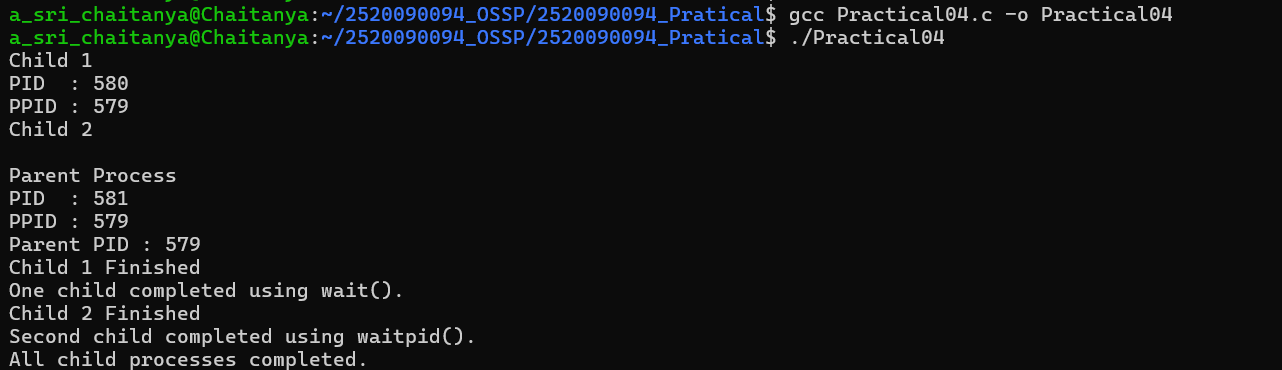 a_sri_chaitanya@Chaitanya:~/2520090094_OSSP/2520090094_Pratical$ gcc Practical04.c -o Practical04
a_sri_chaitanya@Chaitanya:~/2520090094_OSSP/2520090094_Pratical$ ./Practical04
Child 1
PID  : 580
PPID : 579
Child 2

Parent Process
PID  : 581
PPID : 579
Parent PID : 579
Child 1 Finished
One child completed using wait().
Child 2 Finished
Second child completed using waitpid().
All child processes completed.